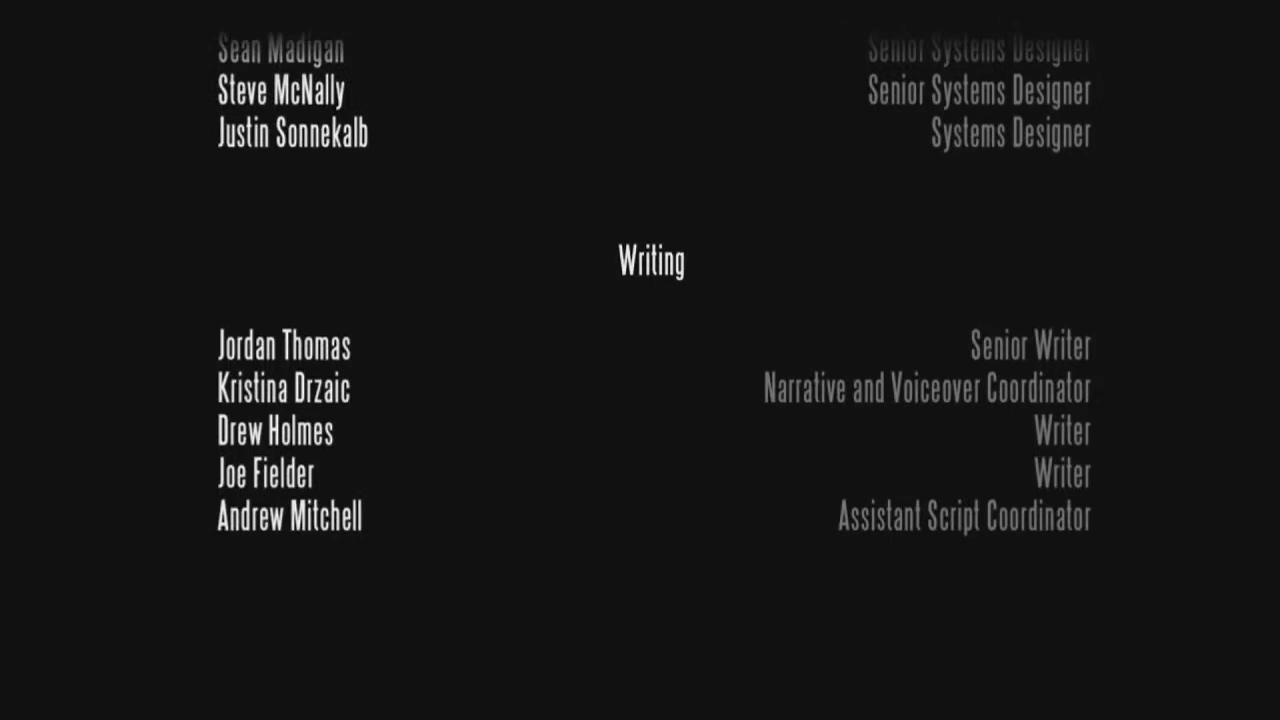 Sean Madigan Senior Systems Designer
Steve McNally Senior Systems Designer
Justin Sonnekalb Systems Designer
Writing
Jordan Thomas Senior Writer
Kristina Drzaic Narrative and Voiceover Coordinator
Drew Holmes Writer
Joe Fielder Writer
Andrew Mitchell Assistant Script Coordinator